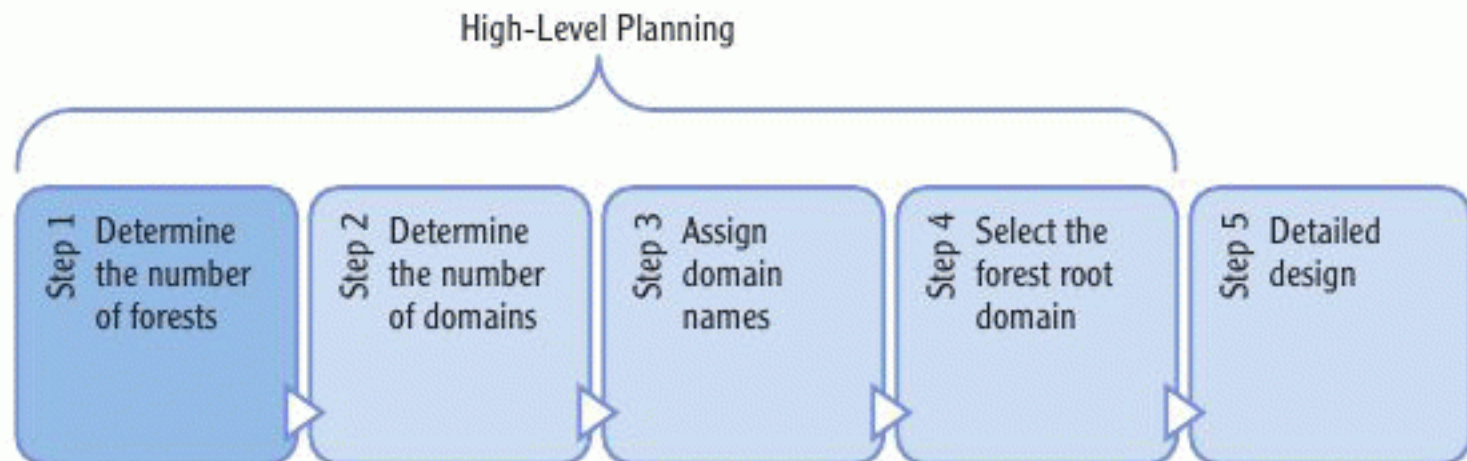 High-Level Planning
Step 1
Determine
the number
of forests
Step 2
Determine
the number
of domains
Step 3
Assign
domain
names
Step 4
Select the
forest root
domain
Step 5
Detailed
design